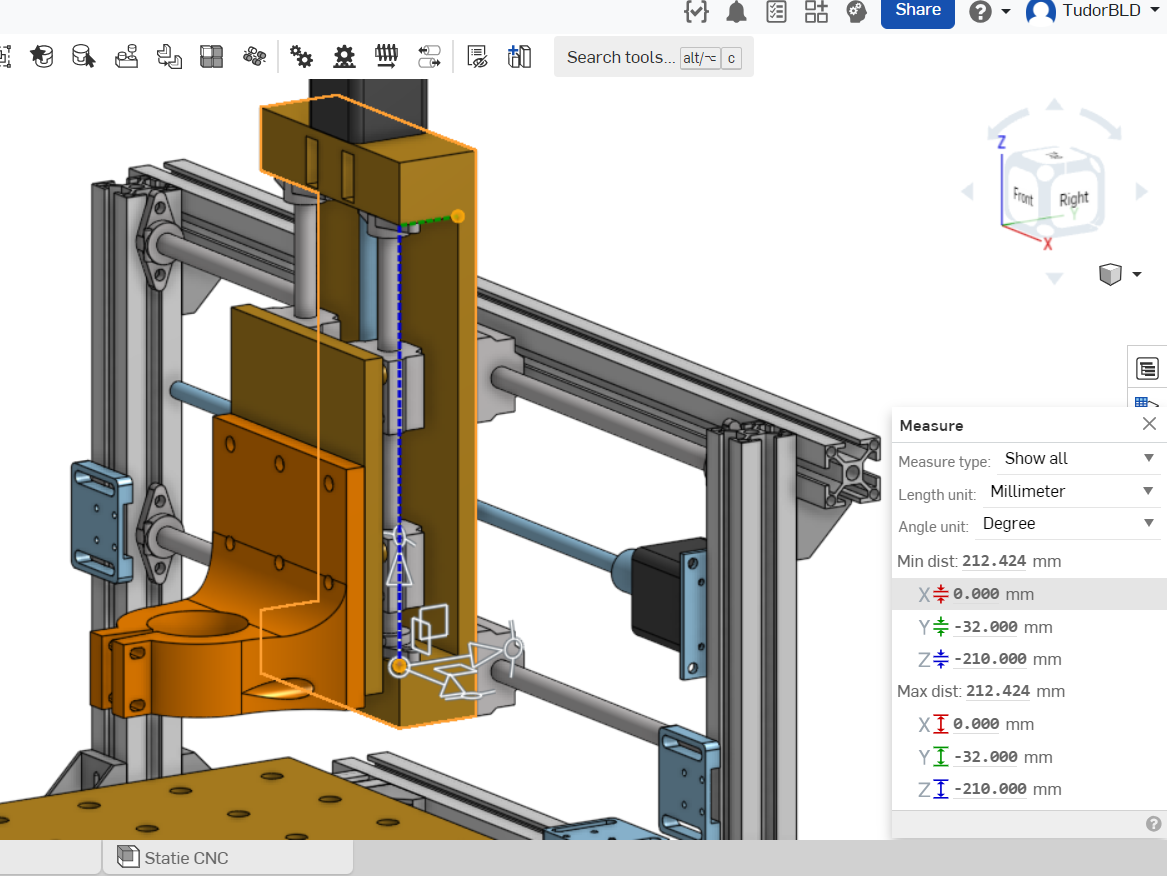 Share
TudorBLD
Search tools... alt/⌥ c
Z
Top
Front
Right
Y
X
Measure
Measure type: Show all
Length unit: Millimeter
Angle unit: Degree
Min dist: 212.424 mm
X 0.000 mm
Y -32.000 mm
Z -210.000 mm
Max dist: 212.424 mm
X 0.000 mm
Y -32.000 mm
Z -210.000 mm
Statie CNC